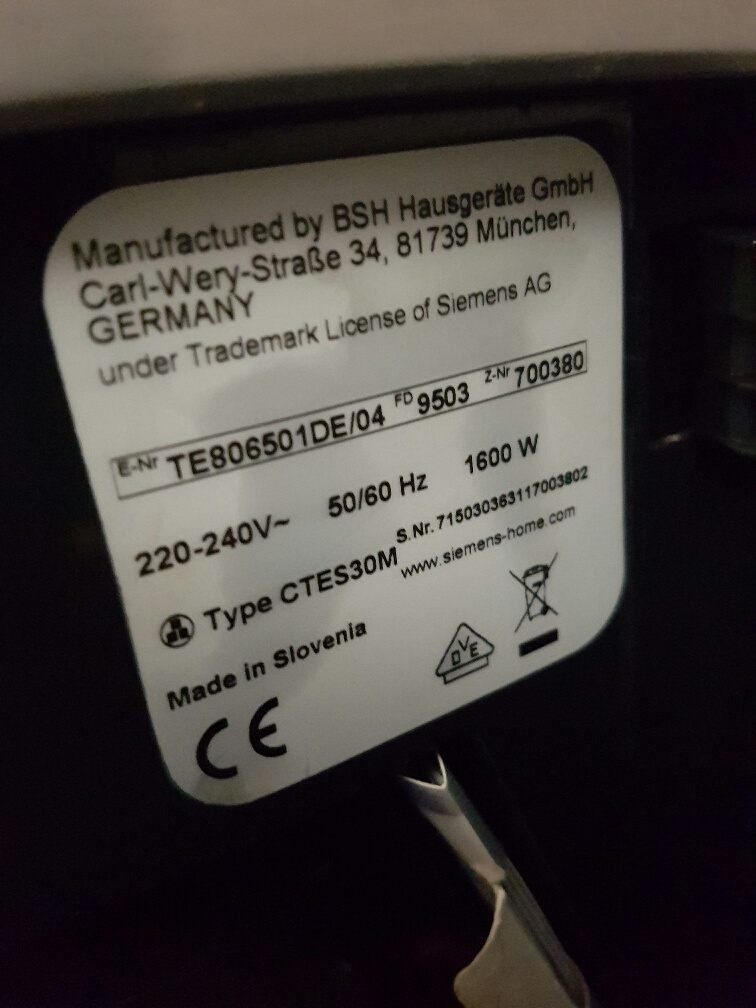 Manufactured by BSH Hausgeräte GmbH
Carl-Wery-Straße 34, 81739 München,
GERMANY
under Trademark License of Siemens AG
E-Nr TE806501DE/04 FD 9503 Z-Nr 700380
220-240V~ 50/60 Hz 1600 W
Type CTES30M S.Nr. 715030363117003802
www.siemens-home.com
Made in Slovenia
DVE
CE